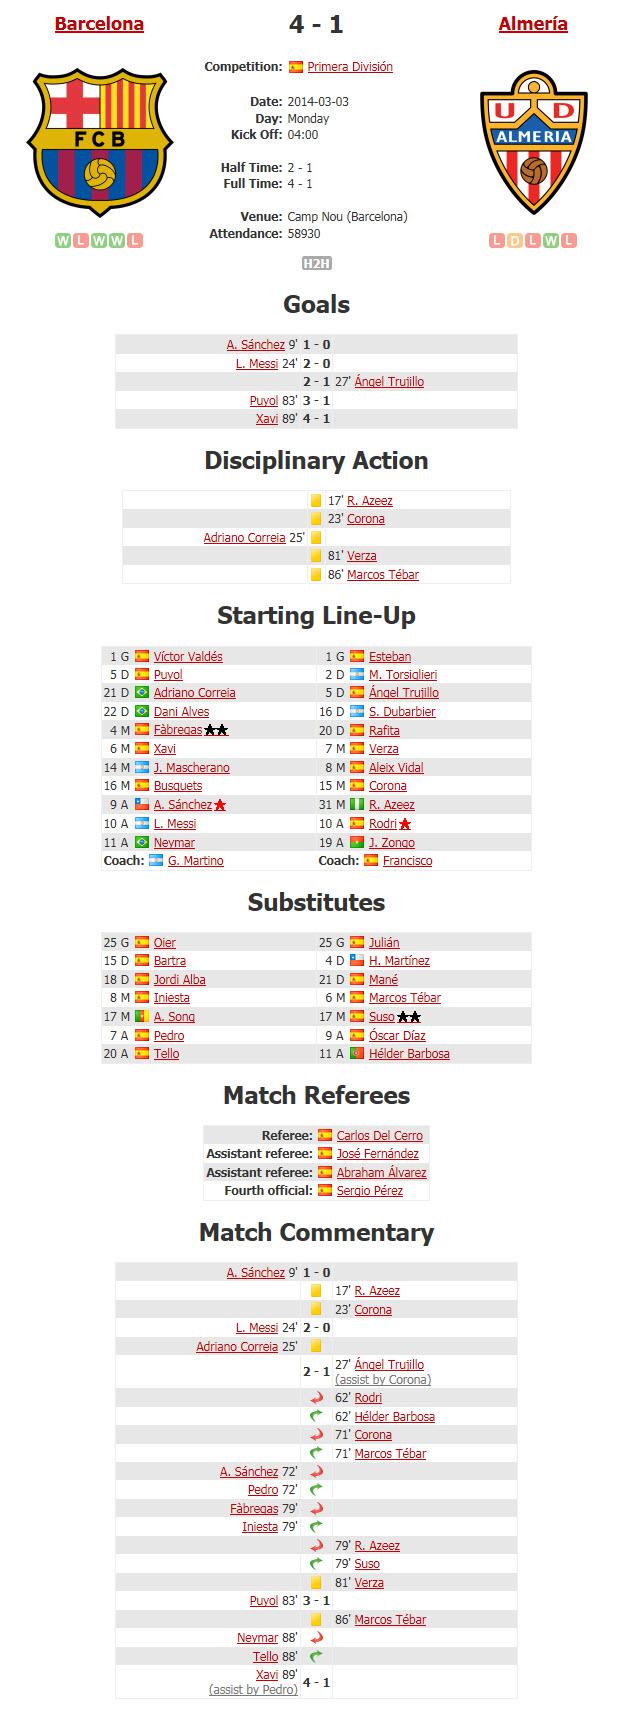 Barcelona 4 - 1 Almería
Competition: Primera División
F C B
U D
ALMERIA
Date: 2014-03-03
Day: Monday
Kick Off: 04:00
Half Time: 2 - 1
Full Time: 4 - 1
Venue: Camp Nou (Barcelona)
Attendance: 58930
W L W W L
L D L W L
H2H
Goals
A. Sánchez 9' 1 - 0
L. Messi 24' 2 - 0
2 - 1 27' Ángel Trujillo
Puyol 83' 3 - 1
Xavi 89' 4 - 1
Disciplinary Action
17' R. Azeez
23' Corona
Adriano Correia 25'
81' Verza
86' Marcos Tébar
Starting Line-Up
1 G Víctor Valdés 1 G Esteban
5 D Puyol 2 D M. Torsiglieri
21 D Adriano Correia 5 D Ángel Trujillo
22 D Dani Alves 16 D S. Dubarbier
4 M Fàbregas 20 D Rafita
6 M Xavi 7 M Verza
14 M J. Mascherano 8 M Aleix Vidal
16 M Busquets 15 M Corona
9 A A. Sánchez 31 M R. Azeez
10 A L. Messi 10 A Rodri
11 A Neymar 19 A J. Zongo
Coach: G. Martino Coach: Francisco
Substitutes
25 G Oier 25 G Julián
15 D Bartra 4 D H. Martínez
18 D Jordi Alba 21 D Mané
8 M Iniesta 6 M Marcos Tébar
17 M A. Song 17 M Suso
7 A Pedro 9 A Óscar Díaz
20 A Tello 11 A Hélder Barbosa
Match Referees
Referee: Carlos Del Cerro
Assistant referee: José Fernández
Assistant referee: Abraham Álvarez
Fourth official: Sergio Pérez
Match Commentary
A. Sánchez 9' 1 - 0
17' R. Azeez
23' Corona
L. Messi 24' 2 - 0
Adriano Correia 25'
2 - 1 27' Ángel Trujillo
(assist by Corona)
62' Rodri
62' Hélder Barbosa
71' Corona
71' Marcos Tébar
A. Sánchez 72'
Pedro 72'
Fàbregas 79'
Iniesta 79'
79' R. Azeez
79' Suso
81' Verza
Puyol 83' 3 - 1
86' Marcos Tébar
Neymar 88'
Tello 88'
Xavi 89' 4 - 1
(assist by Pedro)